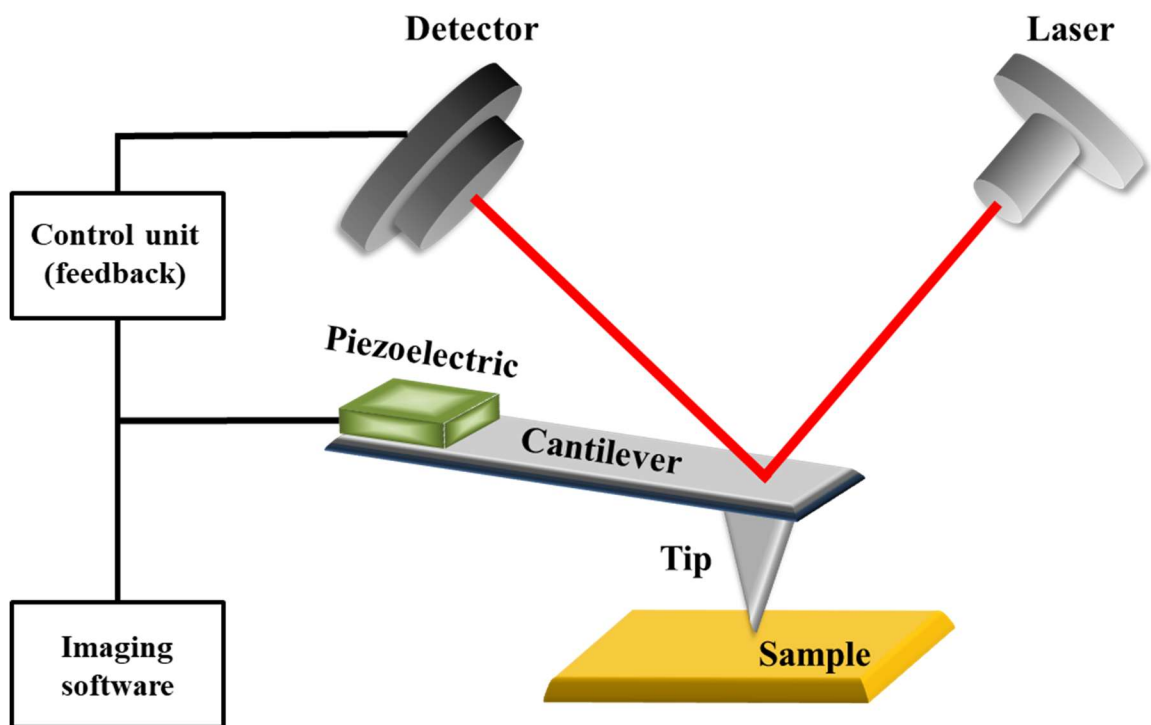 Detector
Laser
Control unit
(feedback)
Piezoelectric
Cantilever
Tip
Sample
Imaging
software